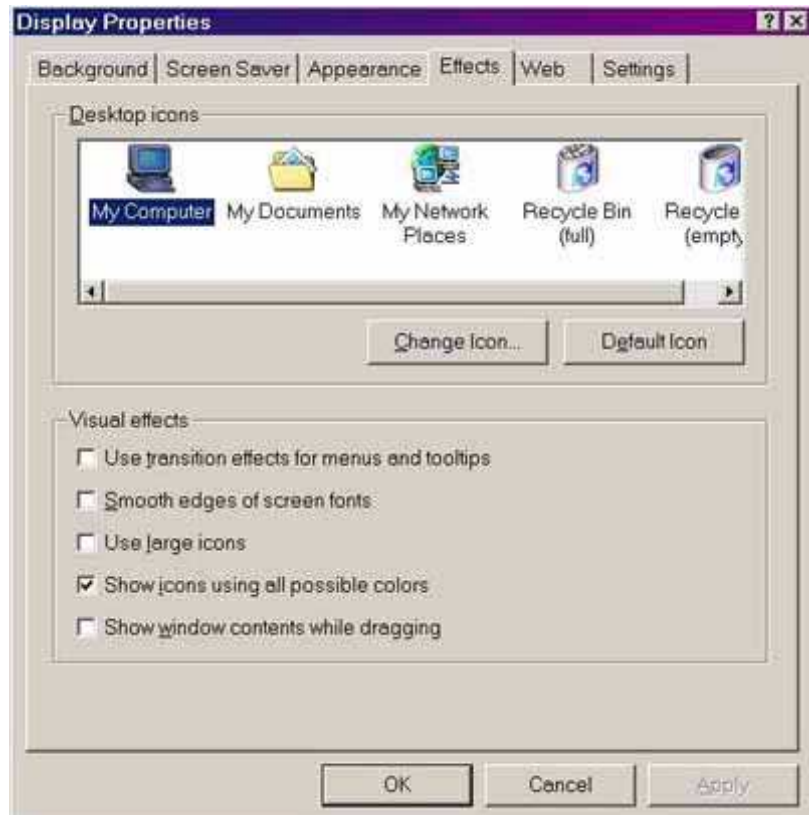 Display Properties
Background Screen Saver Appearance Effects Web Settings
Desktop icons
My Computer My Documents My Network Recycle Bin Recycle
Places (full) (empty
Change Icon... Default Icon
Visual effects
Use transition effects for menus and tooltips
Smooth edges of screen fonts
Use large icons
Show icons using all possible colors
Show window contents while dragging
OK Cancel Apply